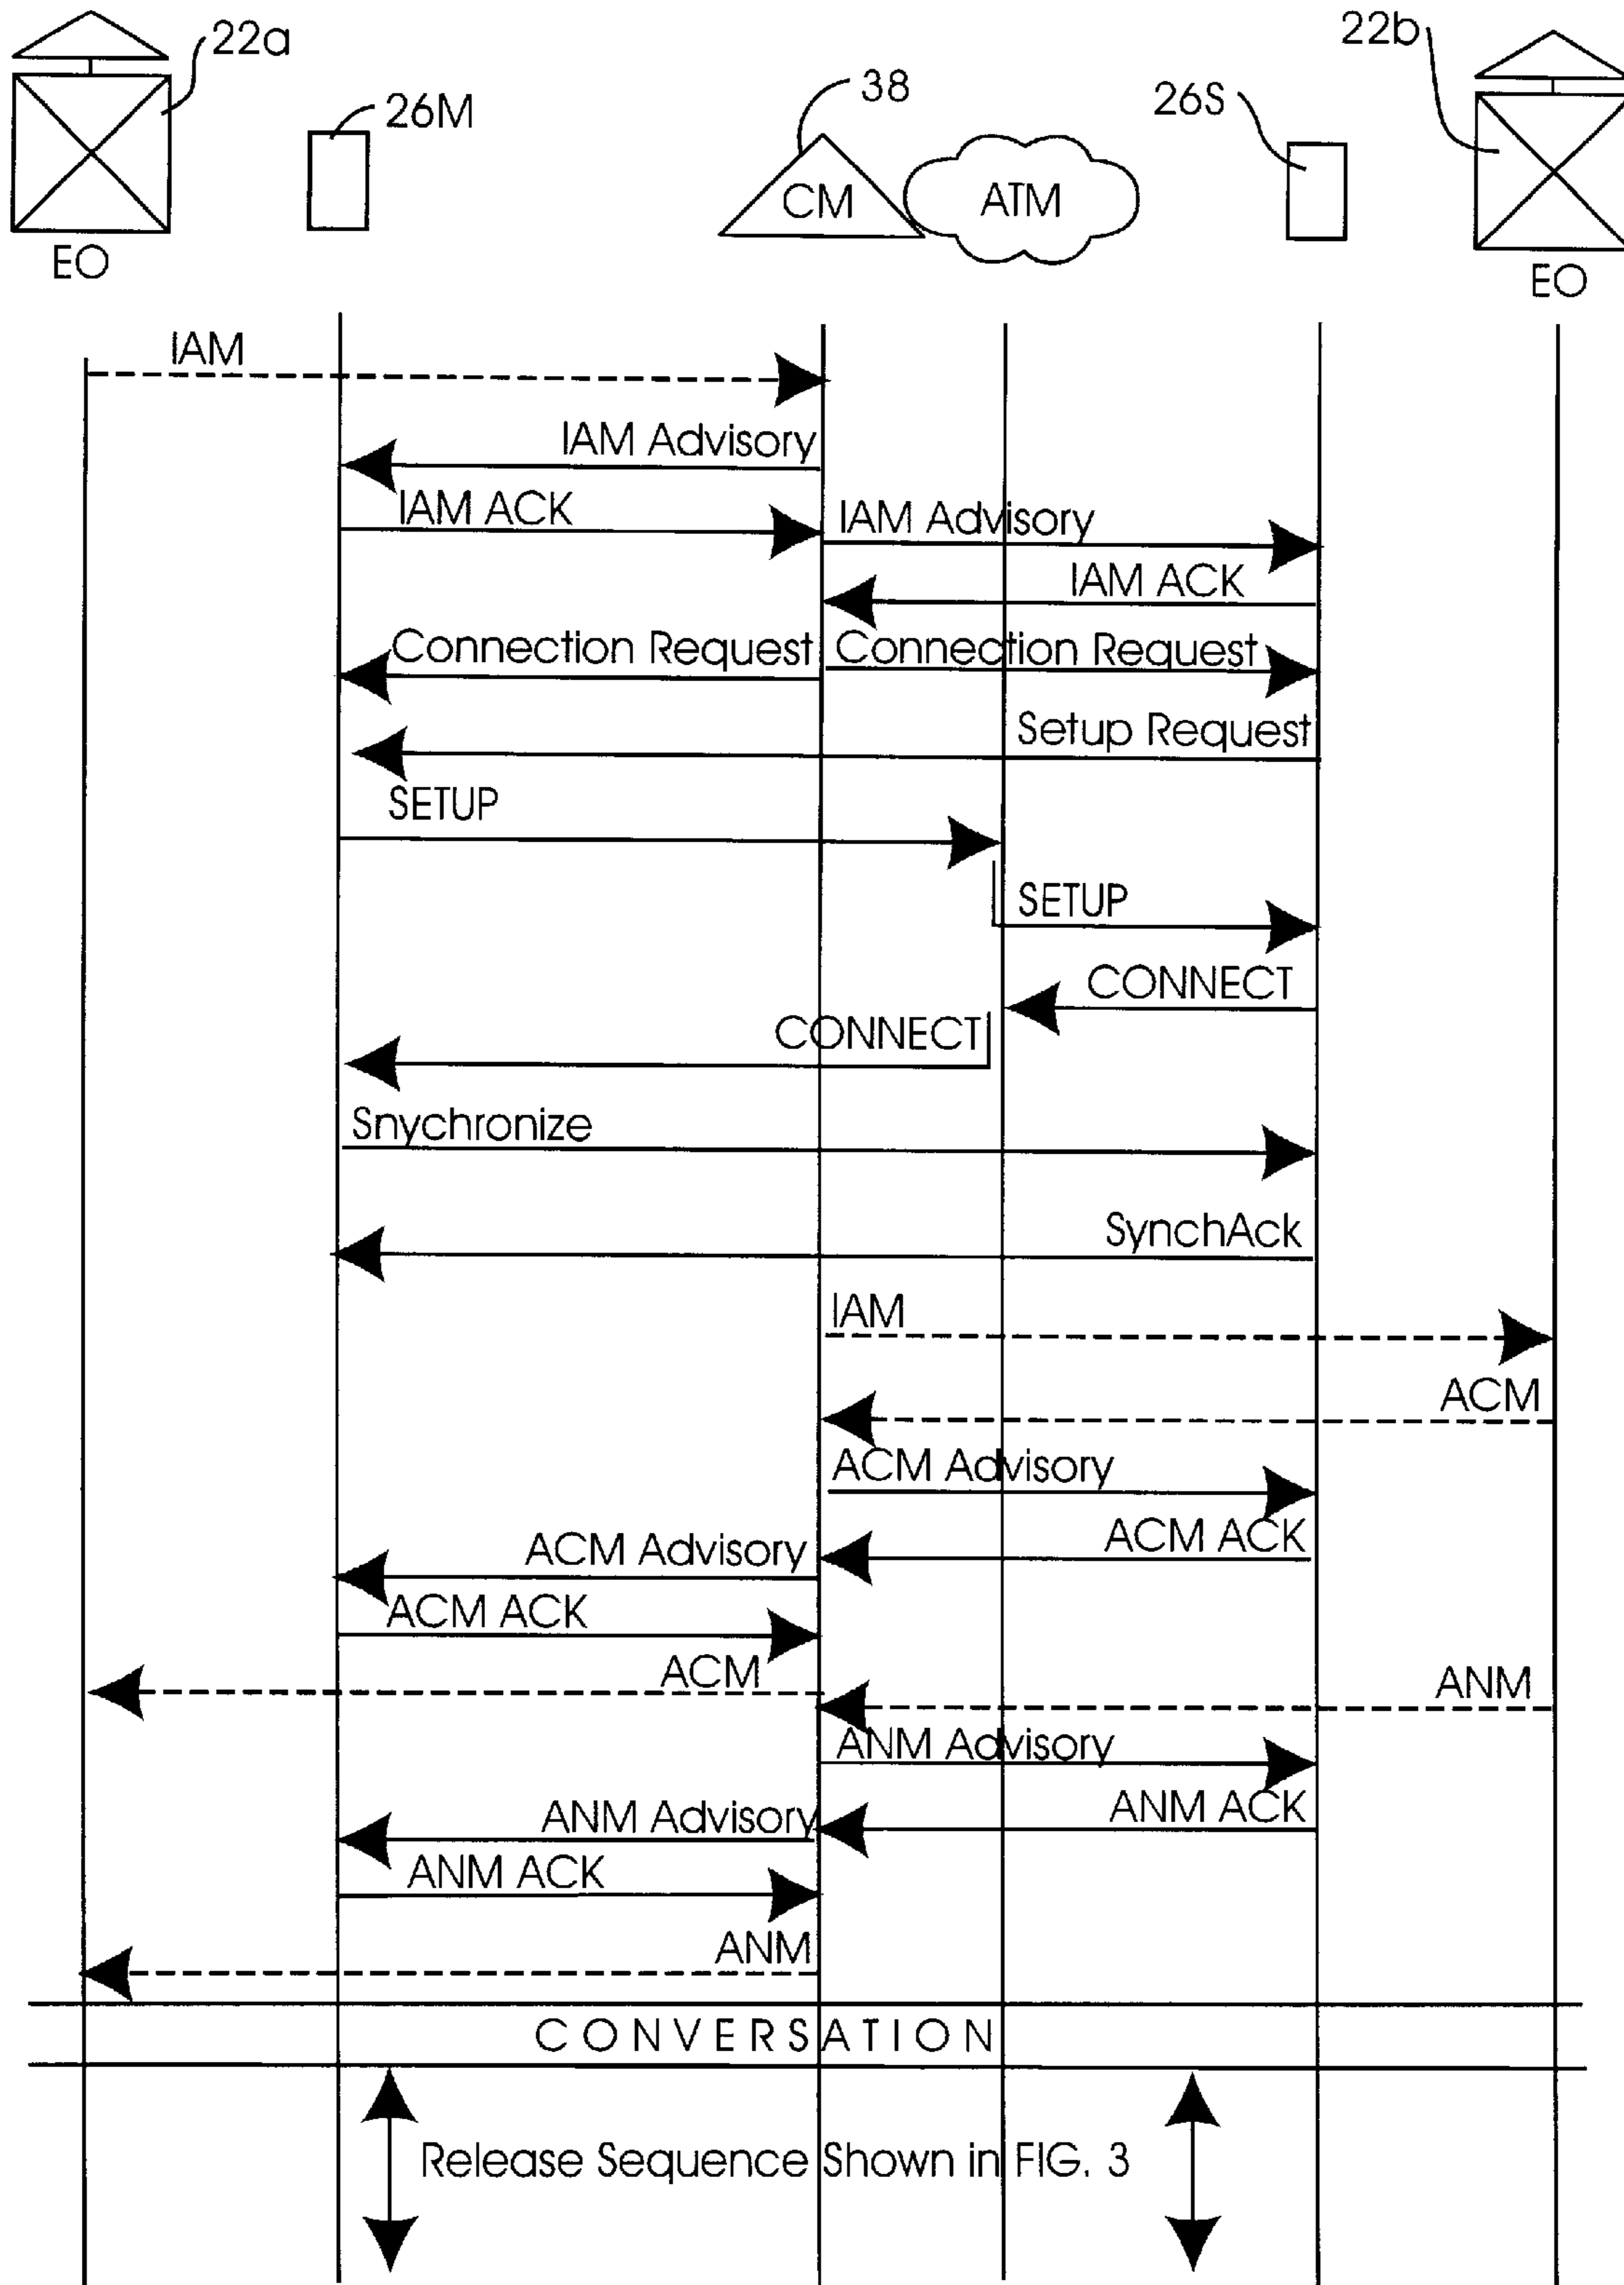 22a
22b
38
26S
26M
CM
ATM
EO
EO
IAM
IAM Advisory
IAM ACK
IAM Advisory
IAM ACK
Connection Request
Connection Request
Setup Request
SETUP
SETUP
CONNECT
CONNECT
Snychronize
SynchAck
IAM
ACM
ACM Advisory
ACM ACK
ACM Advisory
ACM ACK
ACM
ANM
ANM Advisory
ANM ACK
ANM Advisory
ANM ACK
ANM
CONVERSATION
Release Sequence Shown in FIG. 3